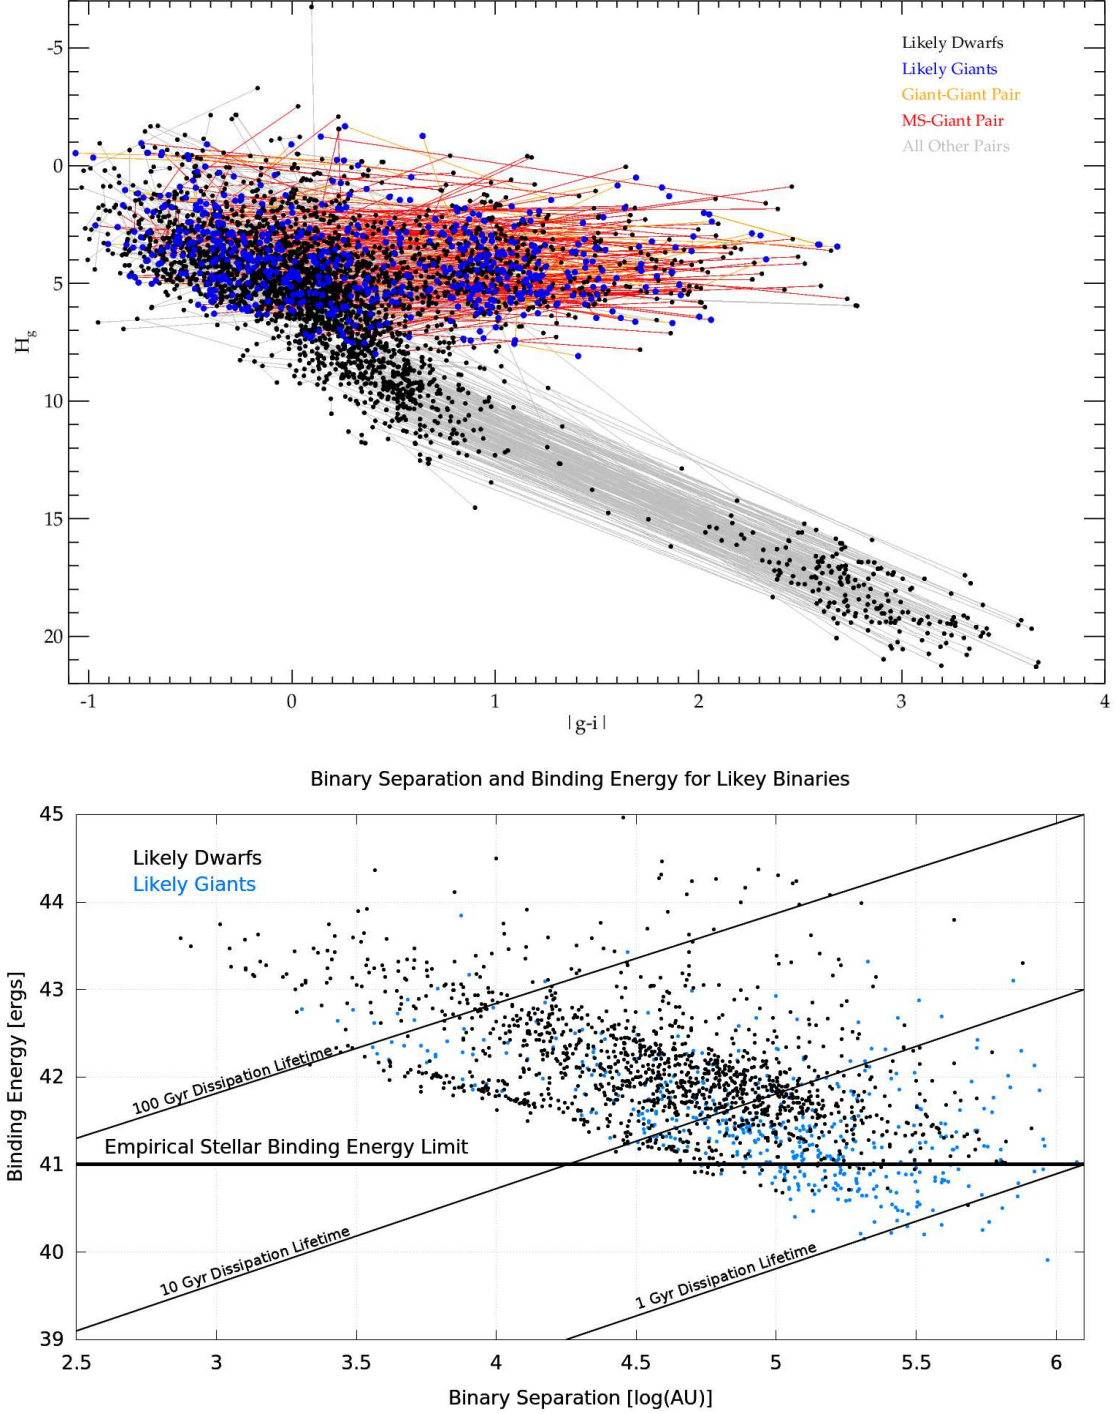 -5
0
5
10
15
20
H_g
-1
0
1
2
3
4
|g-i|
Likely Dwarfs
Likely Giants
Giant-Giant Pair
MS-Giant Pair
All Other Pairs
Binary Separation and Binding Energy for Likey Binaries
45
44
43
42
41
40
39
Binding Energy [ergs]
Likely Dwarfs
Likely Giants
100 Gyr Dissipation Lifetime
Empirical Stellar Binding Energy Limit
10 Gyr Dissipation Lifetime
1 Gyr Dissipation Lifetime
2.5
3
3.5
4
4.5
5
5.5
6
Binary Separation [log(AU)]